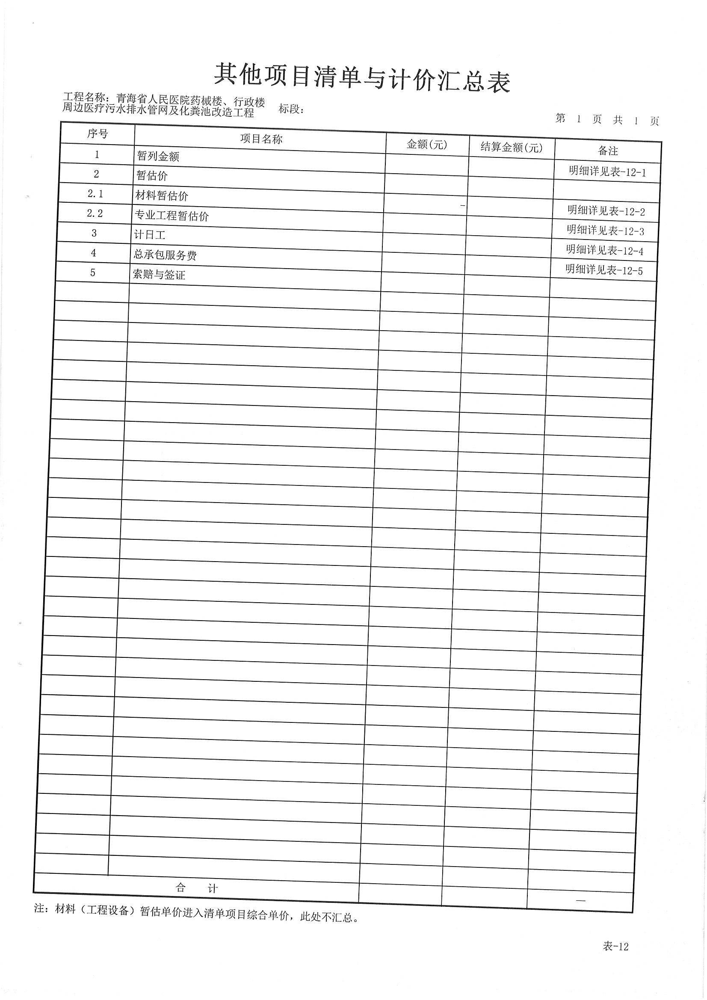 其他项目清单与计价汇总表
工程名称：青海省人民医院药械楼、行政楼
周边医疗污水排水管网及化粪池改造工程 标段：
第 1 页 共 1 页
序号 项目名称 金额(元) 结算金额(元) 备注
1 暂列金额 明细详见表-12-1
2 暂估价
2.1 材料暂估价 － 明细详见表-12-2
2.2 专业工程暂估价 明细详见表-12-3
3 计日工 明细详见表-12-4
4 总承包服务费 明细详见表-12-5
5 索赔与签证
合 计 —
注：材料（工程设备）暂估单价进入清单项目综合单价，此处不汇总。
表-12